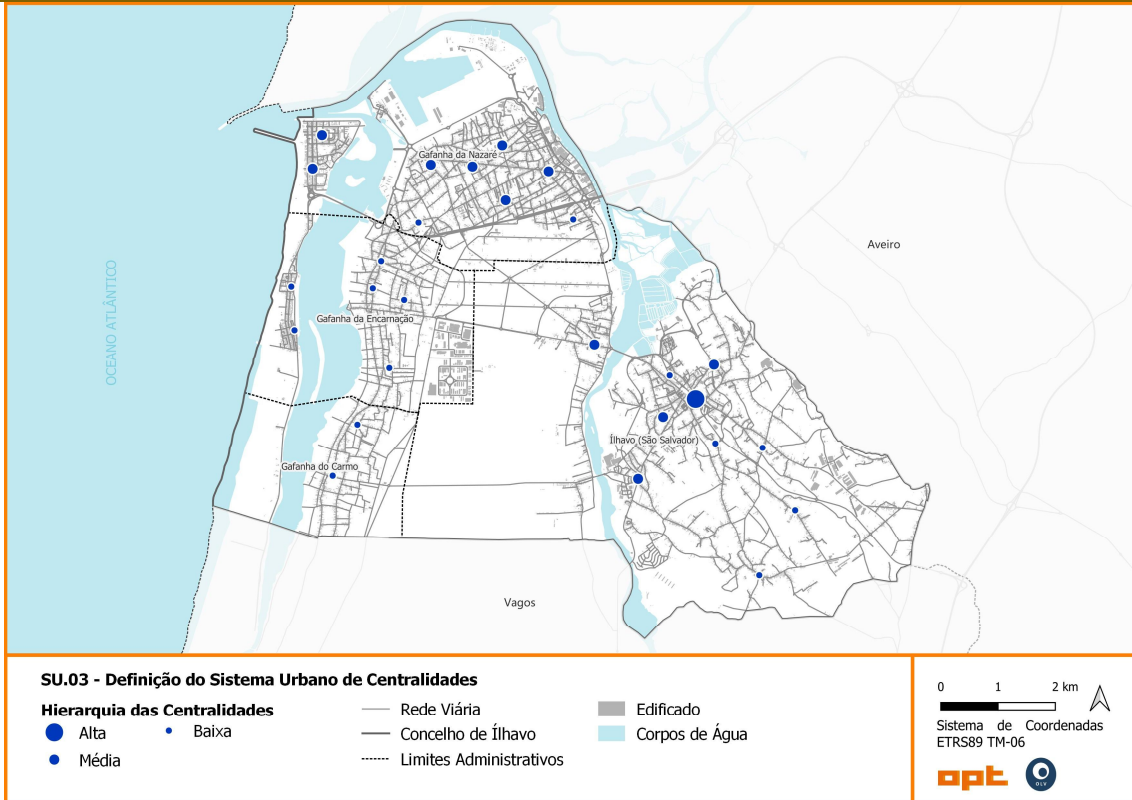 Gafanha da Nazaré
Aveiro
OCEANO ATLÂNTICO
Gafanha da Encarnação
Ílhavo (São Salvador)
Gafanha do Carmo
Vagos
SU.03 - Definição do Sistema Urbano de Centralidades
Hierarquia das Centralidades
Alta
Baixa
Média
Rede Viária
Concelho de Ílhavo
Limites Administrativos
Edificado
Corpos de Água
0 1 2 km
Sistema de Coordenadas
ETRS89 TM-06
opt
OLV